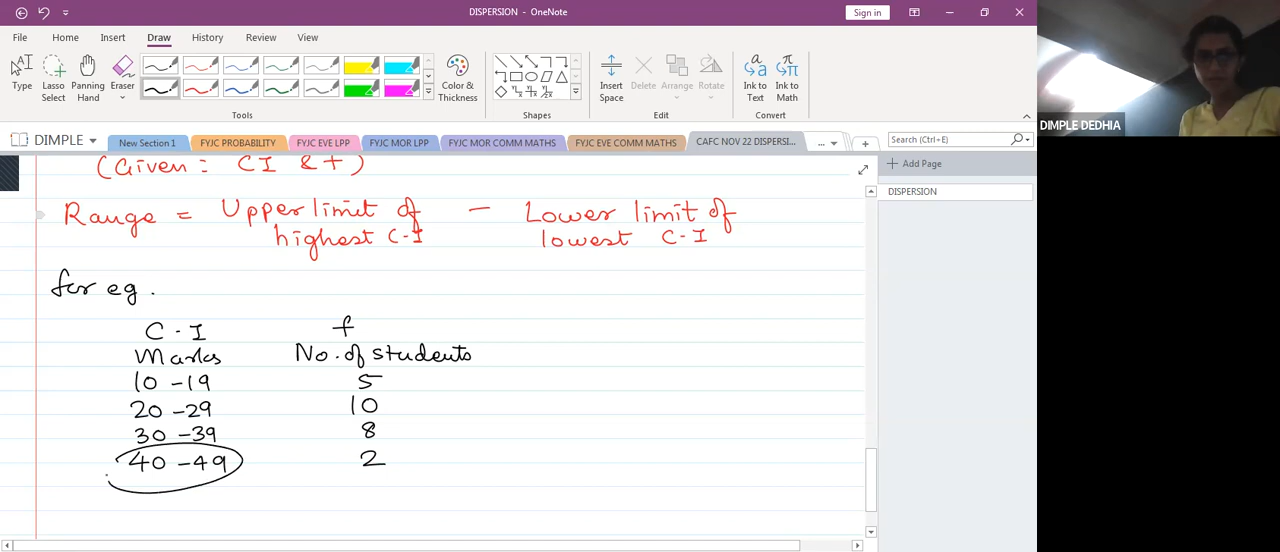 DISPERSION - OneNote
Sign in
File Home Insert Draw History Review View
Type Lasso Select Panning Hand Eraser Color & Thickness Insert Space Delete Arrange Rotate Ink to Text Ink to Math
Tools Shapes Edit Convert
DIMPLE New Section 1 FYJC PROBABILITY FYJC EVE LPP FYJC MOR LPP FYJC MOR COMM MATHS FYJC EVE COMM MATHS CAFC NOV 22 DISPERSI... ... Search (Ctrl+E)
Add Page
DISPERSION
DIMPLE DEDHIA
(Given : CI & f)
Range = Upper limit of highest C-I - Lower limit of lowest C-I
for eg.
C-I f
Marks No. of students
10 - 19 5
20 - 29 10
30 - 39 8
40 - 49 2